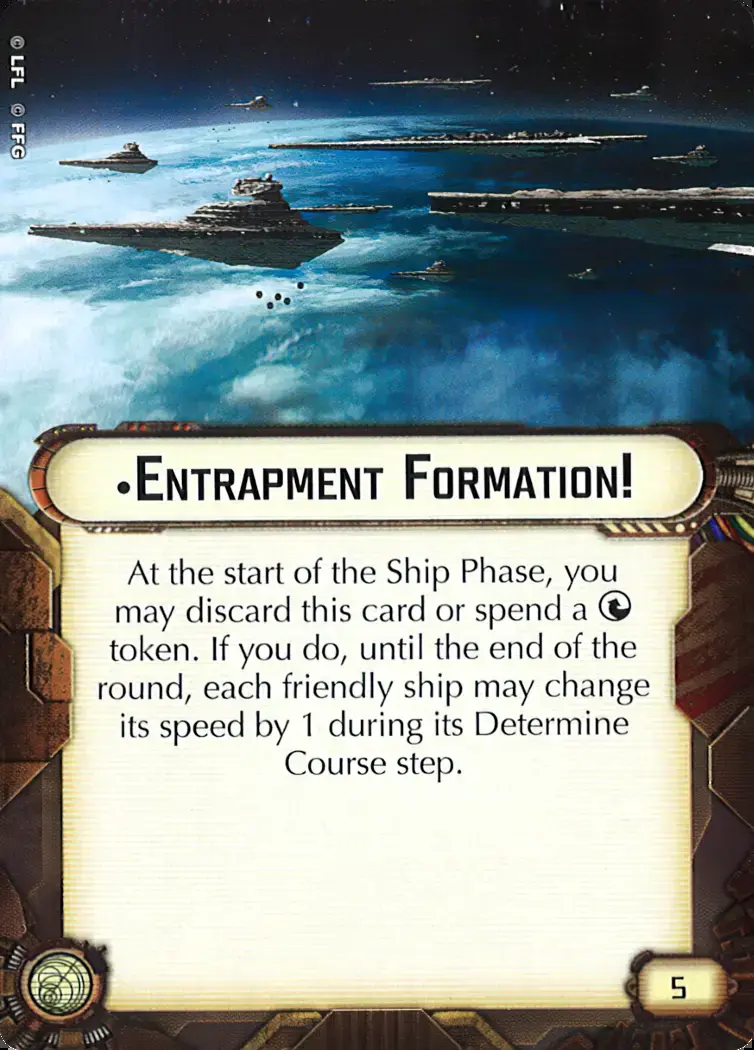 © LFL © FFG
•Entrapment Formation!
At the start of the Ship Phase, you
may discard this card or spend a
token. If you do, until the end of the
round, each friendly ship may change
its speed by 1 during its Determine
Course step.
5